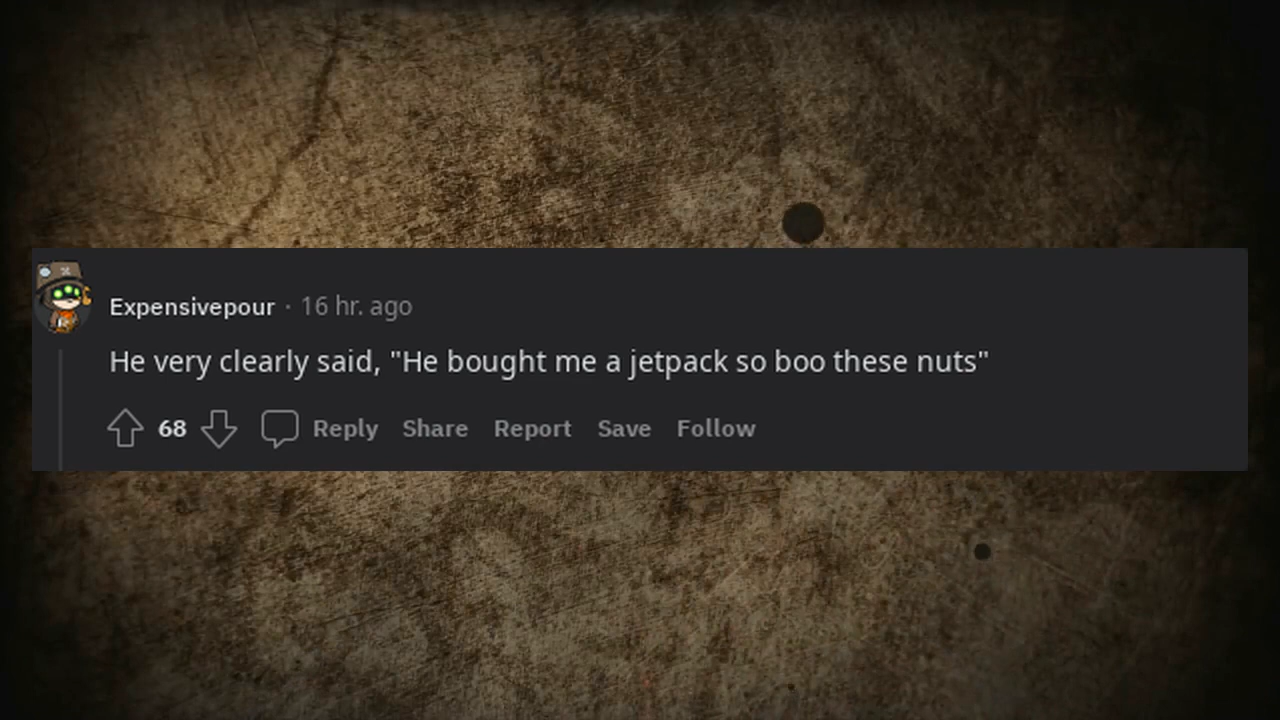 Expensivepour · 16 hr. ago
He very clearly said, "He bought me a jetpack so boo these nuts"
68 Reply Share Report Save Follow